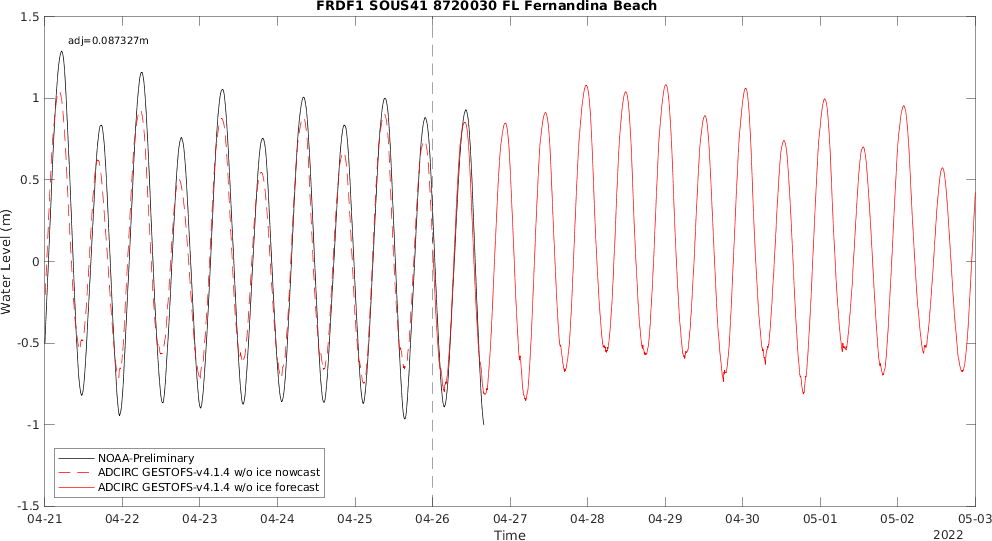 FRDF1 SOUS41 8720030 FL Fernandina Beach
adj=0.087327m
1.5
1
0.5
0
-0.5
-1
-1.5
Water Level (m)
NOAA-Preliminary
ADCIRC GESTOFS-v4.1.4 w/o ice nowcast
ADCIRC GESTOFS-v4.1.4 w/o ice forecast
04-21 04-22 04-23 04-24 04-25 04-26 04-27 04-28 04-29 04-30 05-01 05-02 05-03
Time
2022